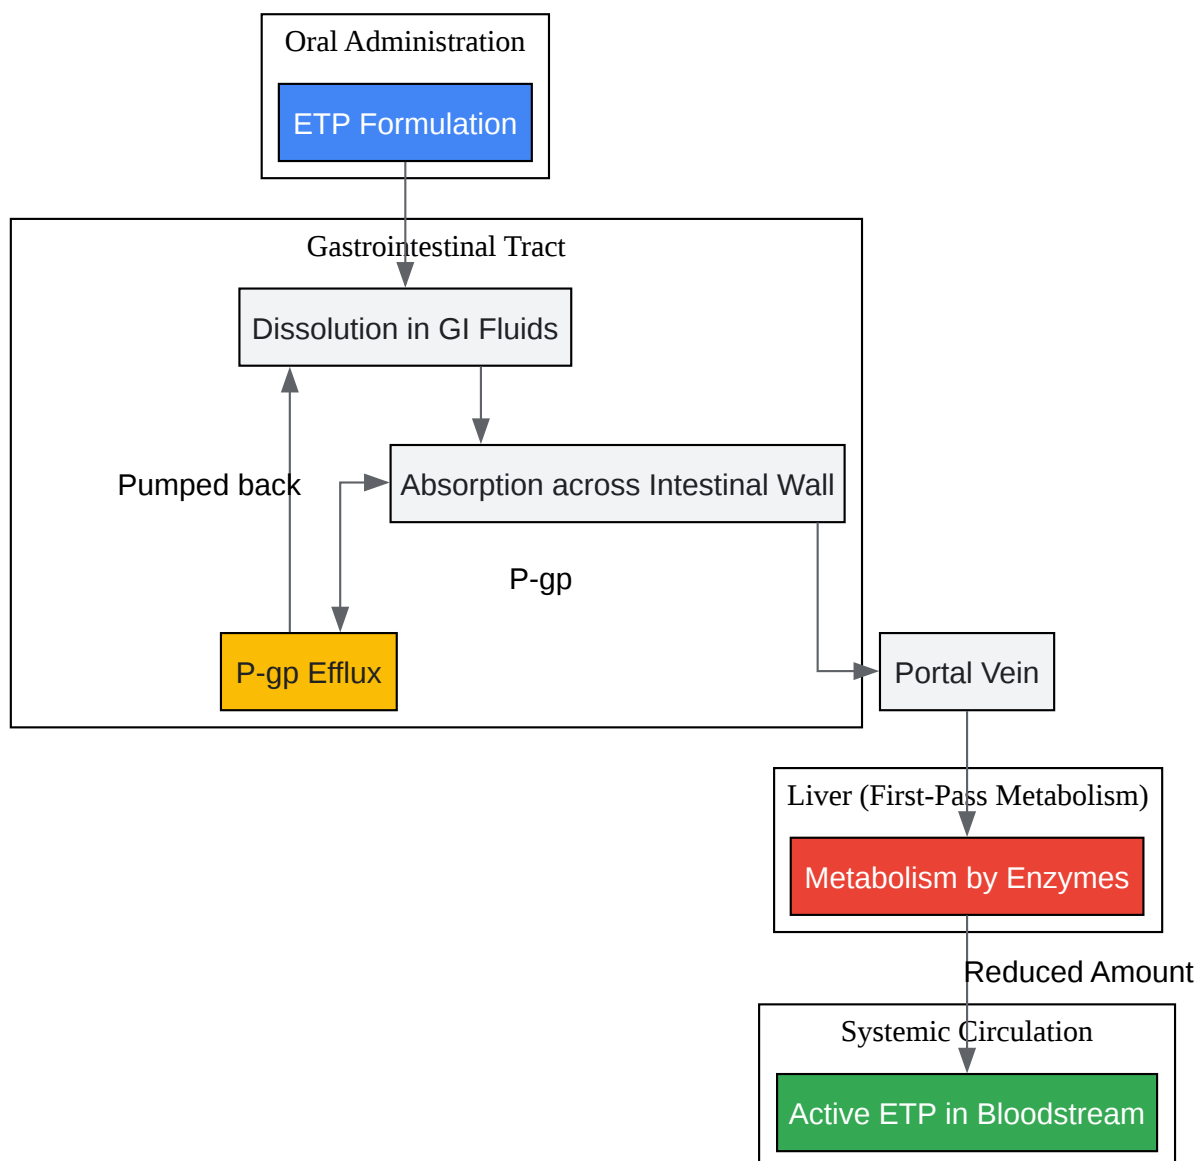 Oral Administration
ETP Formulation
Gastrointestinal Tract
Dissolution in GI Fluids
Pumped back
Absorption across Intestinal Wall
P-gp
P-gp Efflux
Portal Vein
Liver (First-Pass Metabolism)
Metabolism by Enzymes
Reduced Amount
Systemic Circulation
Active ETP in Bloodstream